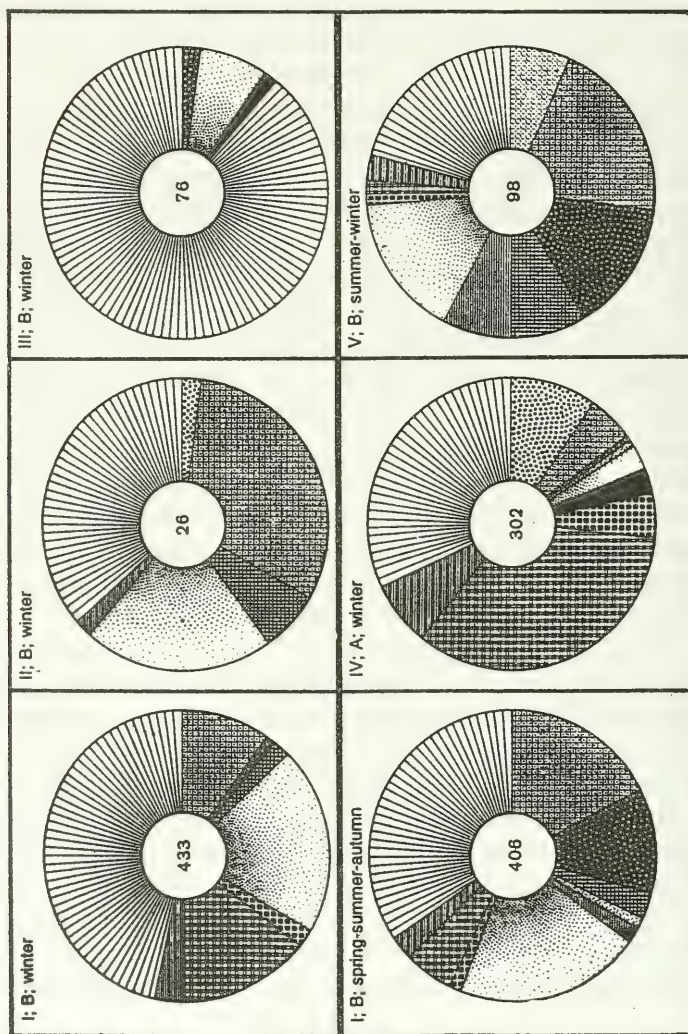 I; B; winter
433
II; B; winter
26
III; B; winter
76
I; B; spring-summer-autumn
406
IV; A; winter
302
V; B; summer-winter
98